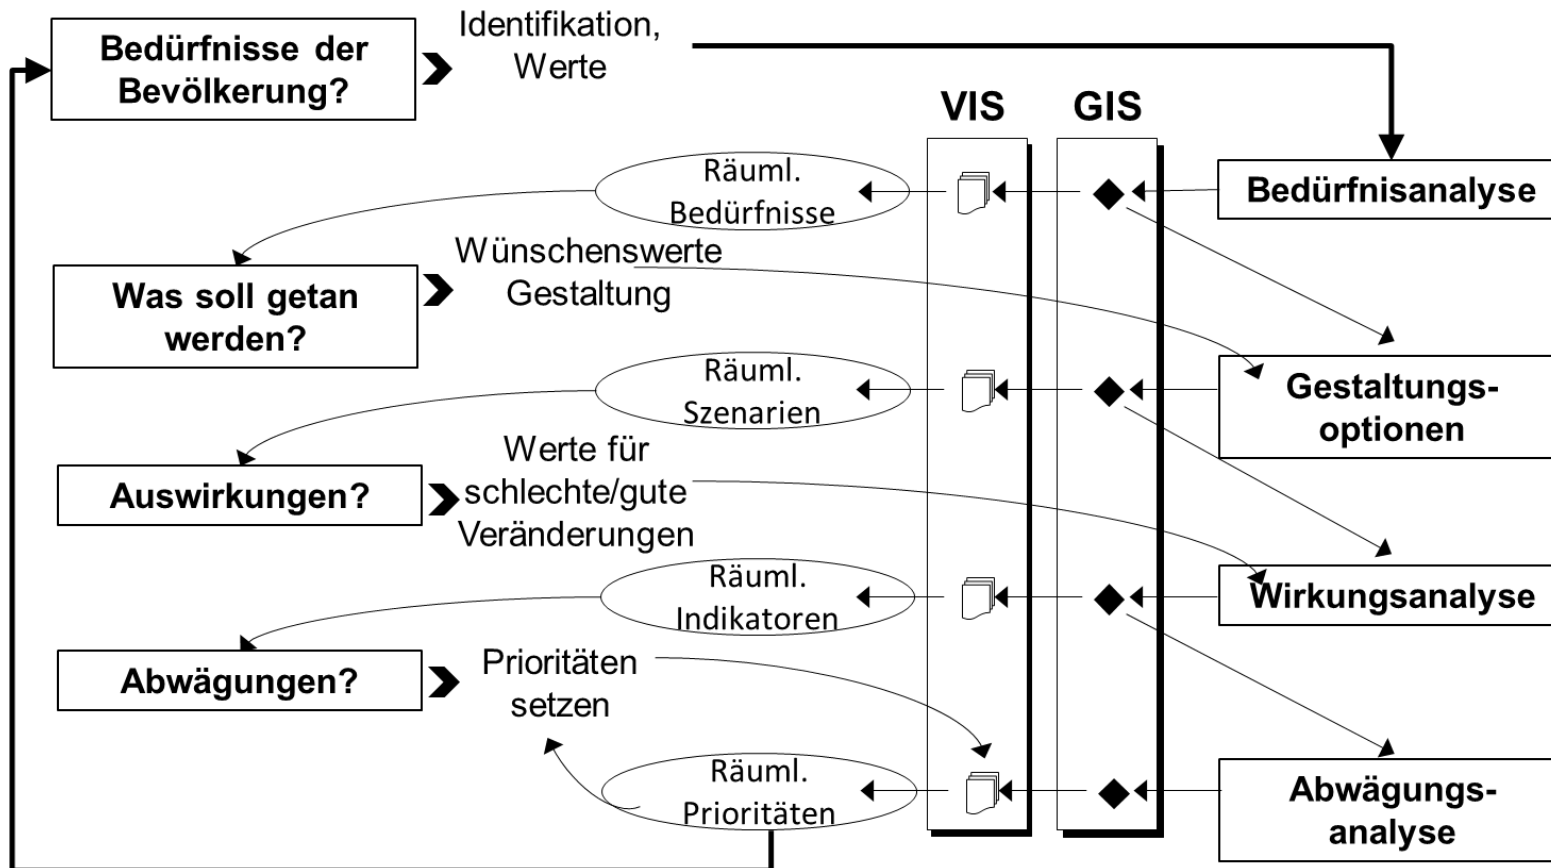 Bedürfnisse der
Bevölkerung?
Identifikation,
Werte
VIS
GIS
Räuml.
Bedürfnisse
Bedürfnisanalyse
Was soll getan
werden?
Wünschenswerte
Gestaltung
Räuml.
Szenarien
Gestaltungs-
optionen
Auswirkungen?
Werte für
schlechte/gute
Veränderungen
Räuml.
Indikatoren
Wirkungsanalyse
Abwägungen?
Prioritäten
setzen
Räuml.
Prioritäten
Abwägungs-
analyse